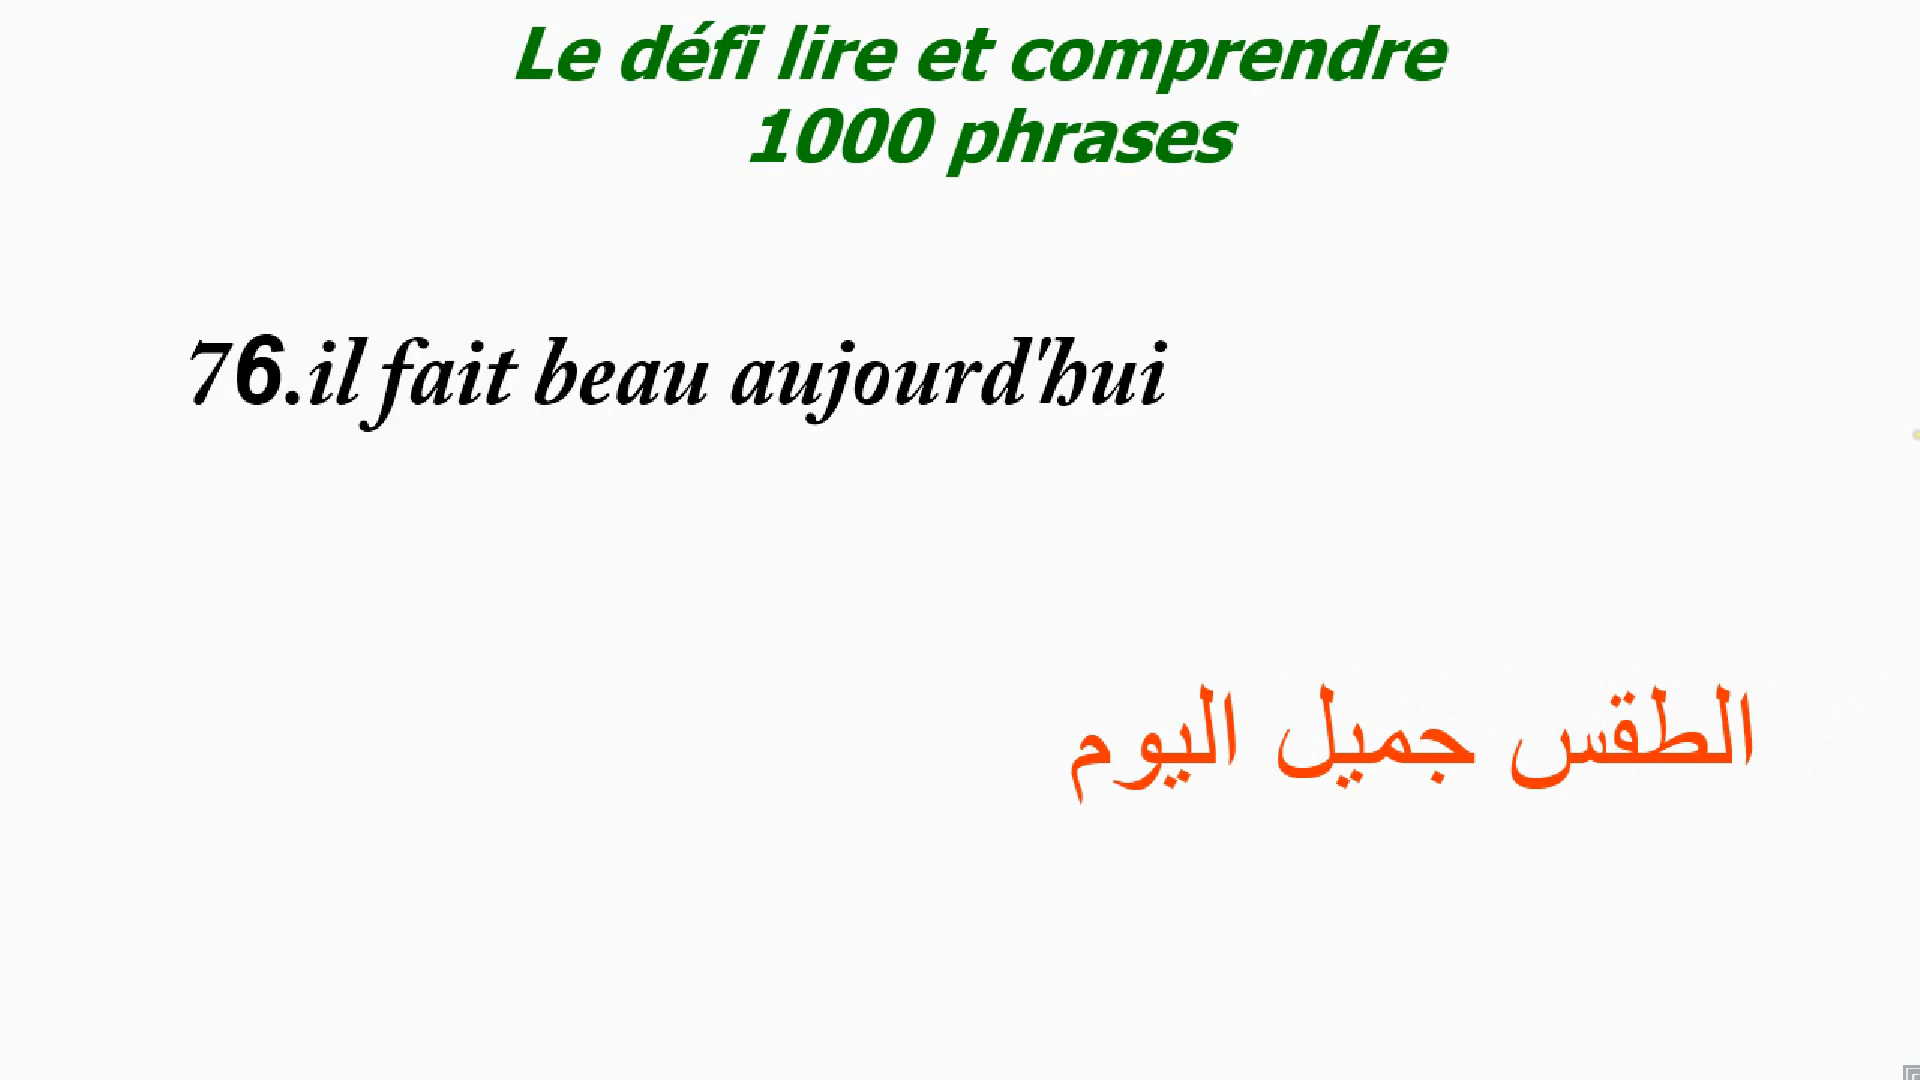 Le défi lire et comprendre
1000 phrases
76.il fait beau aujourd'hui
الطقس جميل اليوم